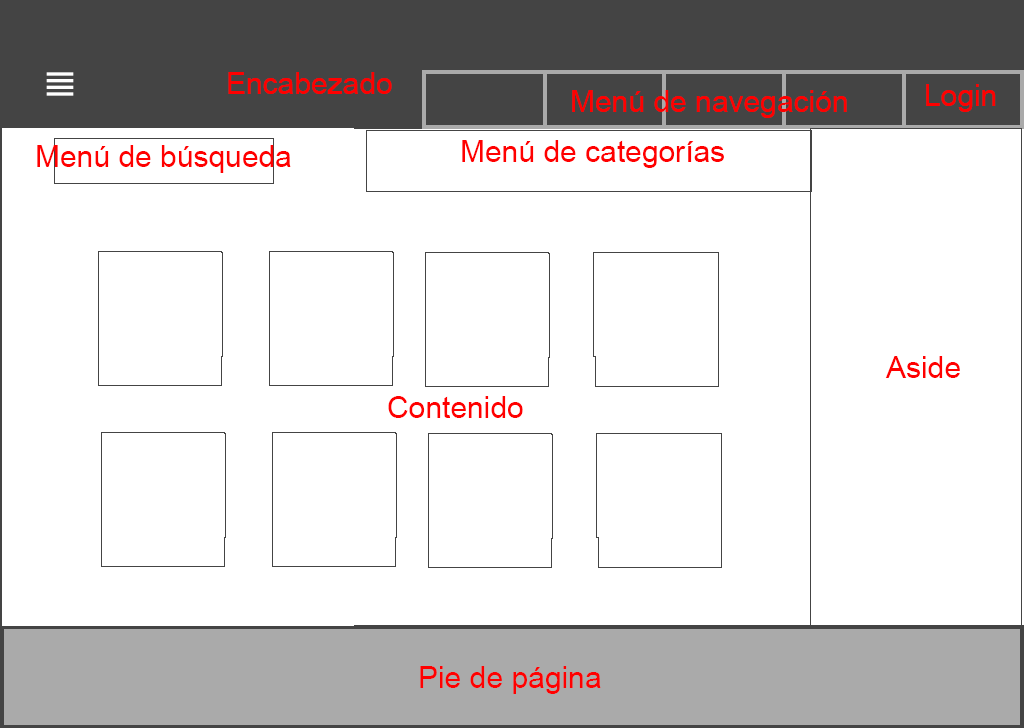 Encabezado
Menú de navegación
Login
Menú de búsqueda
Menú de categorías
Aside
Contenido
Pie de página